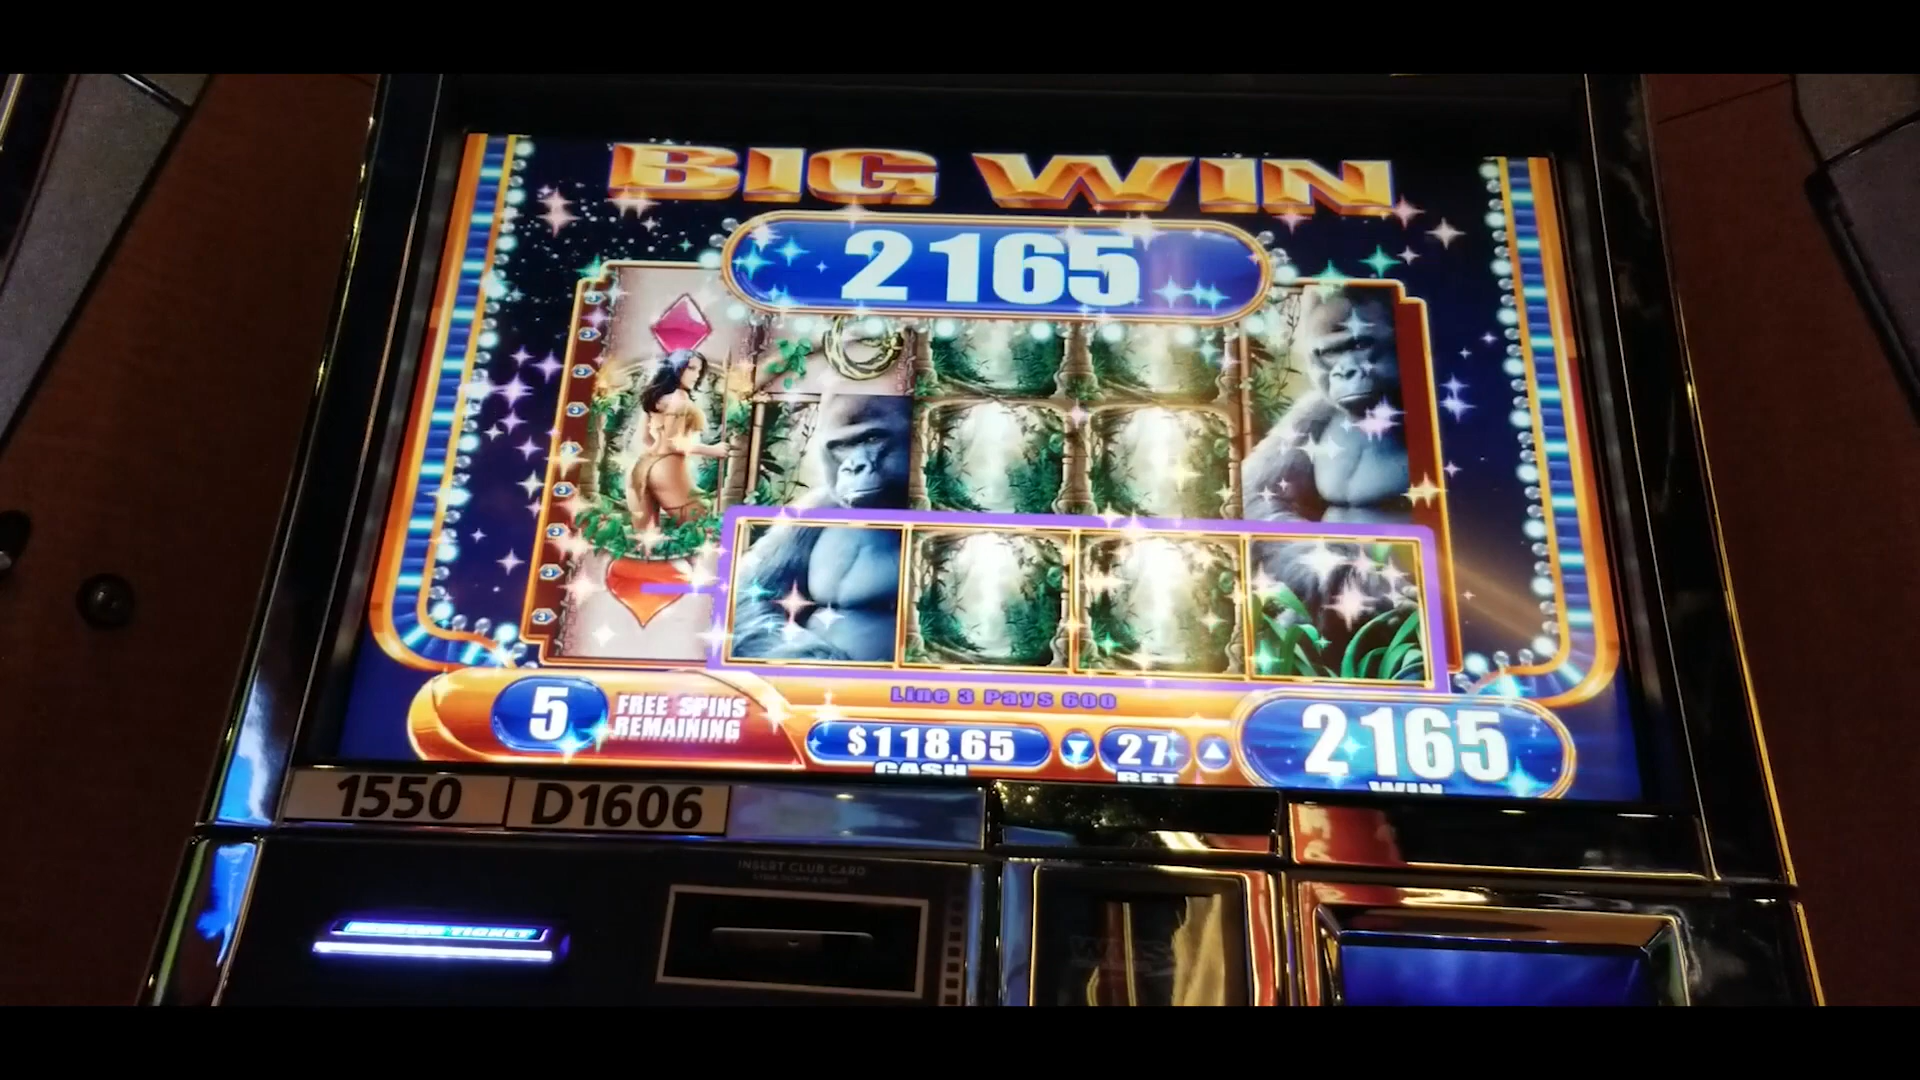 BIG WIN
2165
5
FREE SPINS
REMAINING
Line 3 Pays 600
$118.65
CASH
27
BET
2165
WIN
1550
D1606
INSERT CLUB CARD